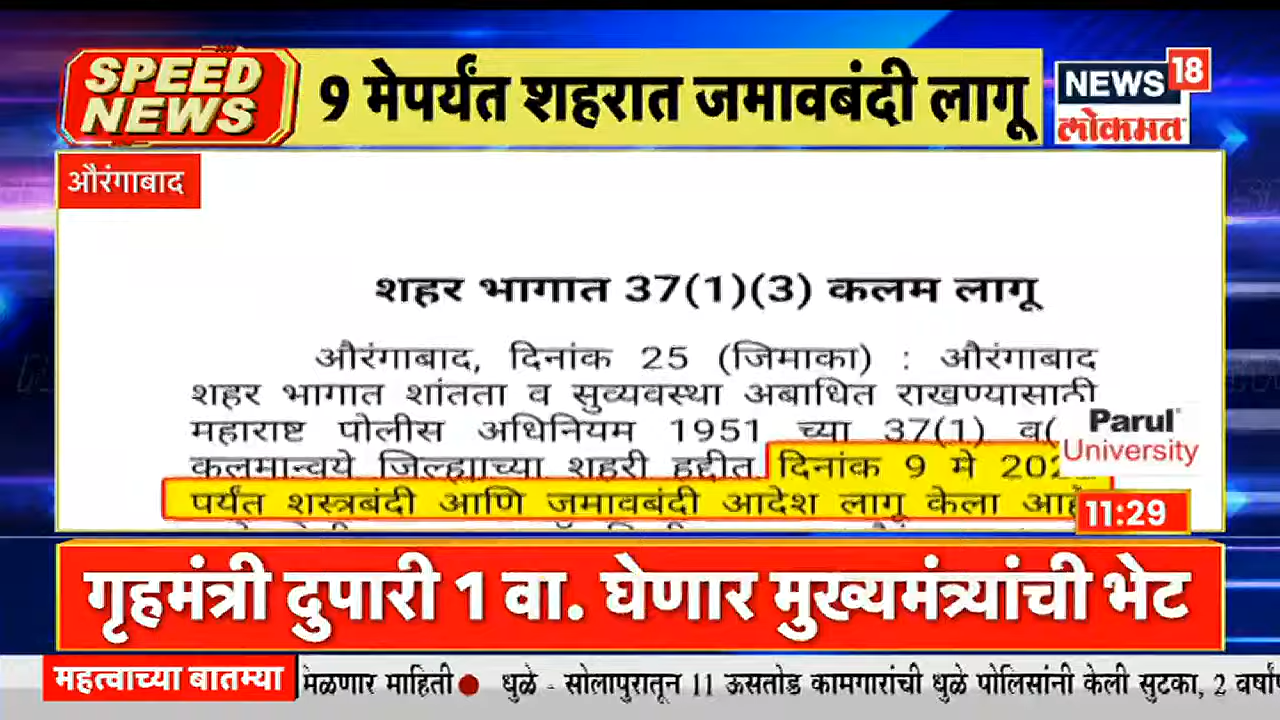 SPEED
NEWS
9 मेपर्यंत शहरात जमावबंदी लागू
NEWS 18
लोकमत
औरंगाबाद
शहर भागात 37(1)(3) कलम लागू
औरंगाबाद, दिनांक 25 (जिमाका) : औरंगाबाद
शहर भागात शांतता व सुव्यवस्था अबाधित राखण्यासाठी
महाराष्ट पोलीस अधिनियम 1951 च्या 37(1) व(
कलमान्वये जिल्ह्याच्या शहरी हद्दीत दिनांक 9 मे 202
पर्यंत शस्त्रबंदी आणि जमावबंदी आदेश लागू केला आहे
Parul
University
11:29
गृहमंत्री दुपारी 1 वा. घेणार मुख्यमंत्र्यांची भेट
महत्वाच्या बातम्या
मेळणार माहिती ● धुळे - सोलापुरातून 11 ऊसतोड कामगारांची धुळे पोलिसांनी केली सुटका, 2 वर्षां